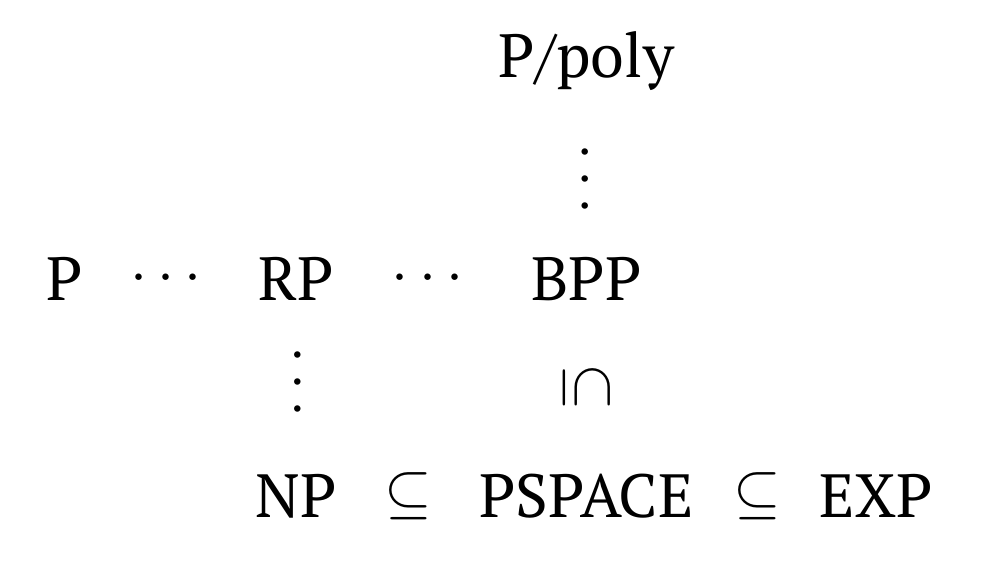 P/poly
⋮
P ··· RP ··· BPP
⋮ I∩
NP ⊆ PSPACE ⊆ EXP